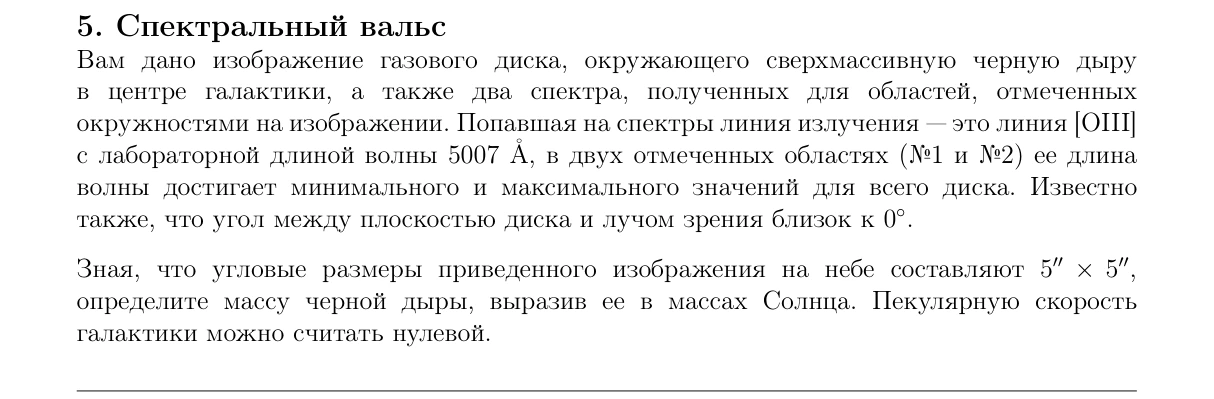 5. Спектральный вальс
Вам дано изображение газового диска, окружающего сверхмассивную черную дыру
в центре галактики, а также два спектра, полученных для областей, отмеченных
окружностями на изображении. Попавшая на спектры линия излучения — это линия [OIII]
с лабораторной длиной волны 5007 Å, в двух отмеченных областях (№1 и №2) ее длина
волны достигает минимального и максимального значений для всего диска. Известно
также, что угол между плоскостью диска и лучом зрения близок к 0°.
Зная, что угловые размеры приведенного изображения на небе составляют 5″ × 5″,
определите массу черной дыры, выразив ее в массах Солнца. Пекулярную скорость
галактики можно считать нулевой.